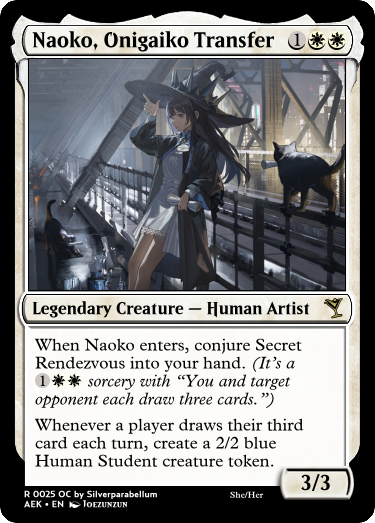 Naoko, Onigaiko Transfer 1
Legendary Creature — Human Artist
When Naoko enters, conjure Secret
Rendezvous into your hand. (It's a
1 sorcery with “You and target
opponent each draw three cards.”)
Whenever a player draws their third
card each turn, create a 2/2 blue
Human Student creature token.
3/3
R 0025 OC by Silverparabellum
She/Her
AEK • EN JOEZUNZUN